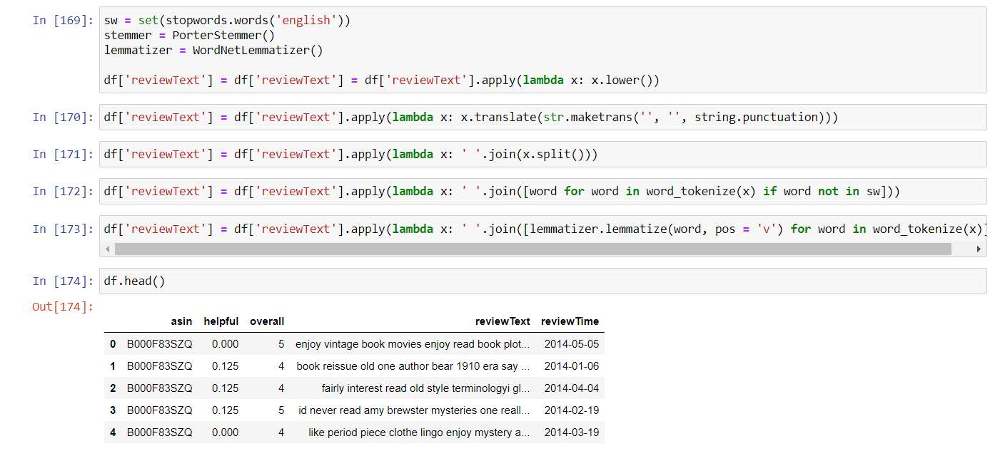 In [169]: sw = set(stopwords.words('english'))
stemmer = PorterStemmer()
lemmatizer = WordNetLemmatizer()
df['reviewText'] = df['reviewText'] = df['reviewText'].apply(lambda x: x.lower())
In [170]: df['reviewText'] = df['reviewText'].apply(lambda x: x.translate(str.maketrans('', '', string.punctuation)))
In [171]: df['reviewText'] = df['reviewText'].apply(lambda x: ' '.join(x.split()))
In [172]: df['reviewText'] = df['reviewText'].apply(lambda x: ' '.join([word for word in word_tokenize(x) if word not in sw]))
In [173]: df['reviewText'] = df['reviewText'].apply(lambda x: ' '.join([lemmatizer.lemmatize(word, pos = 'v') for word in word_tokenize(x)]
In [174]: df.head()
Out[174]:
asin helpful overall reviewText reviewTime
0 B000F83SZQ 0.000 5 enjoy vintage book movies enjoy read book plot... 2014-05-05
1 B000F83SZQ 0.125 4 book reissue old one author bear 1910 era say ... 2014-01-06
2 B000F83SZQ 0.125 4 fairly interest read old style terminologyi gl... 2014-04-04
3 B000F83SZQ 0.125 5 id never read amy brewster mysteries one reall... 2014-02-19
4 B000F83SZQ 0.000 4 like period piece clothe lingo enjoy mystery a... 2014-03-19